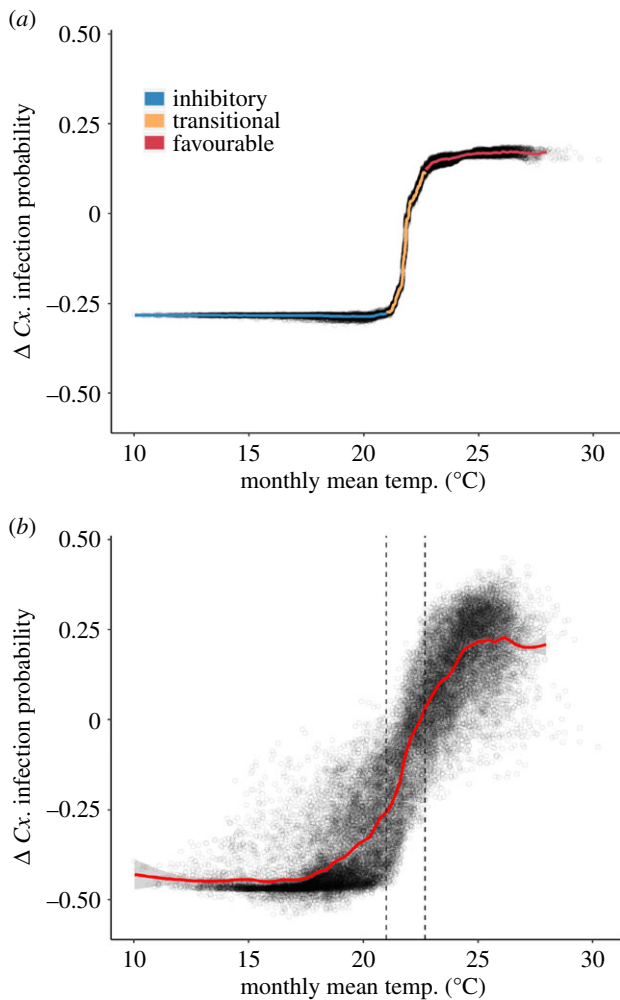 (a)
0.50
0.25
0
–0.25
–0.50
Δ Cx. infection probability
inhibitory
transitional
favourable
10 15 20 25 30
monthly mean temp. (°C)
(b)
0.50
0.25
0
–0.25
–0.50
Δ Cx. infection probability
10 15 20 25 30
monthly mean temp. (°C)